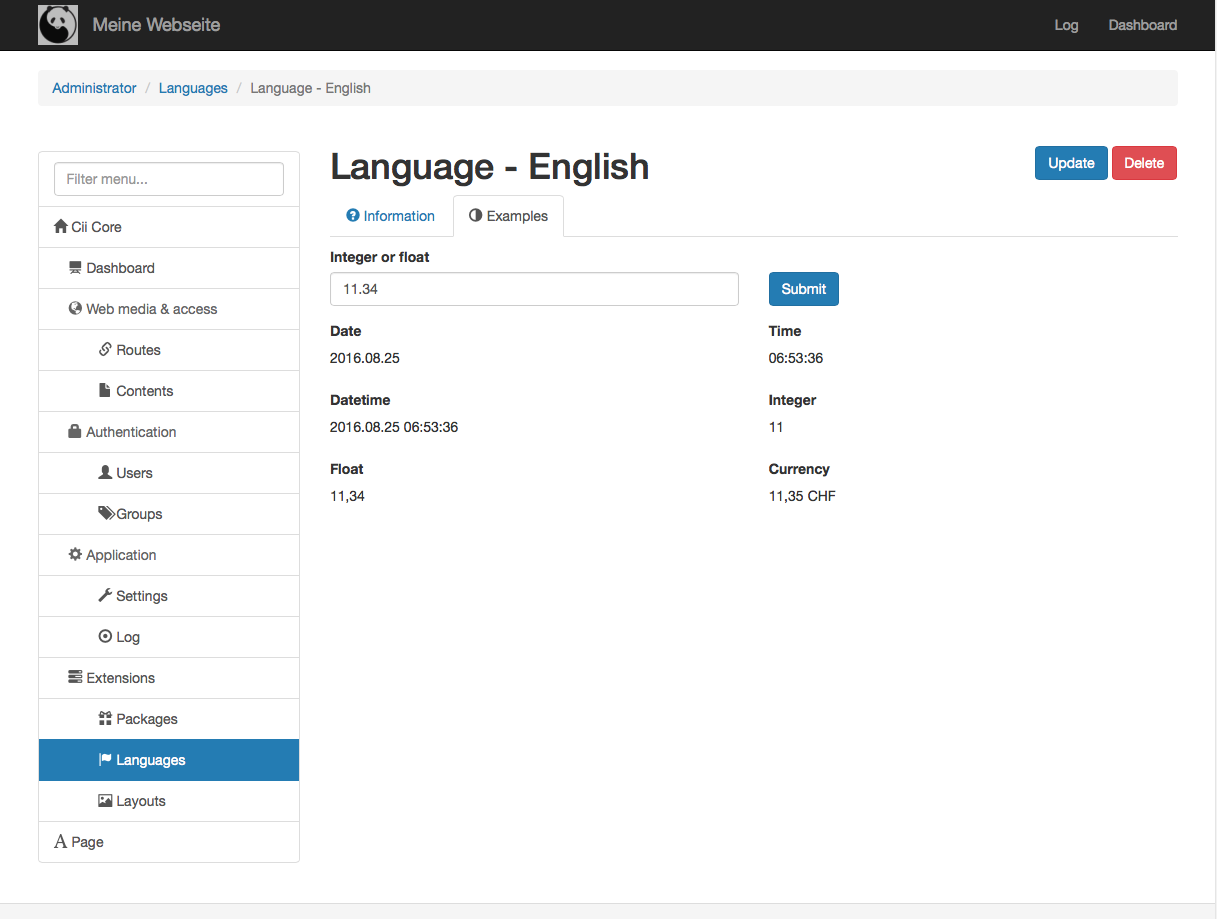 Meine Webseite
Log
Dashboard
Administrator / Languages / Language - English
Filter menu...
Cii Core
Dashboard
Web media & access
Routes
Contents
Authentication
Users
Groups
Application
Settings
Log
Extensions
Packages
Languages
Layouts
A Page
Language - English
Update
Delete
Information
Examples
Integer or float
11.34
Submit
Date
2016.08.25
Time
06:53:36
Datetime
2016.08.25 06:53:36
Integer
11
Float
11,34
Currency
11,35 CHF